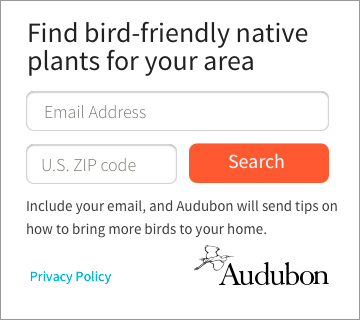 Find bird-friendly native
plants for your area
Email Address
U.S. ZIP code
Search
Include your email, and Audubon will send tips on
how to bring more birds to your home.
Privacy Policy
Audubon